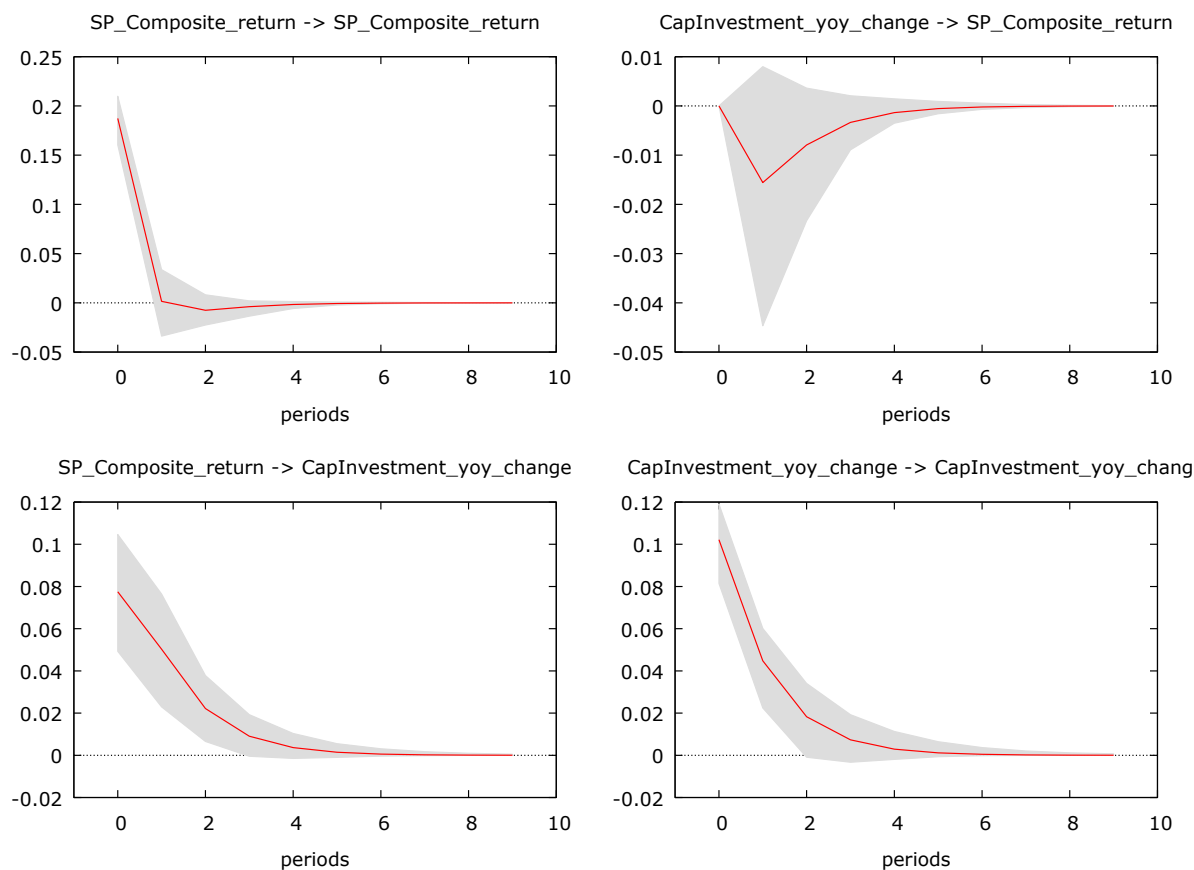 SP_Composite_return -> SP_Composite_return
0.25
0.2
0.15
0.1
0.05
0
-0.05
0 2 4 6 8 10
periods
CapInvestment_yoy_change -> SP_Composite_return
0.01
0
-0.01
-0.02
-0.03
-0.04
-0.05
0 2 4 6 8 10
periods
SP_Composite_return -> CapInvestment_yoy_change
0.12
0.1
0.08
0.06
0.04
0.02
0
-0.02
0 2 4 6 8 10
periods
CapInvestment_yoy_change -> CapInvestment_yoy_chang
0.12
0.1
0.08
0.06
0.04
0.02
0
-0.02
0 2 4 6 8 10
periods